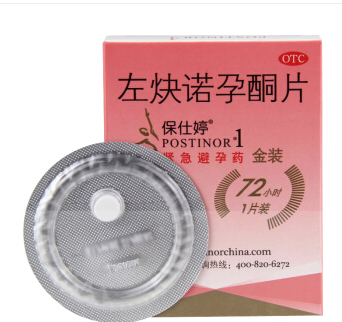 OTC
左炔诺孕酮片
保仕婷®
POSTINOR®1
紧急避孕药 金装
72小时
1片装
norchina.com
询热线：400-820-6272